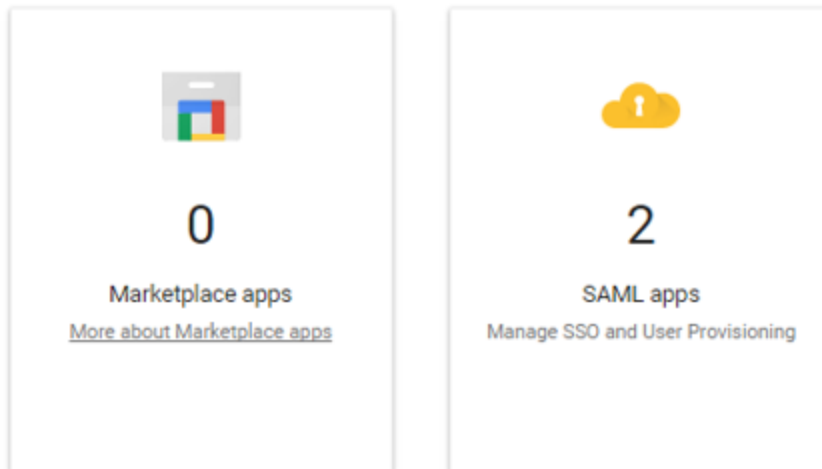 0
Marketplace apps
More about Marketplace apps
2
SAML apps
Manage SSO and User Provisioning